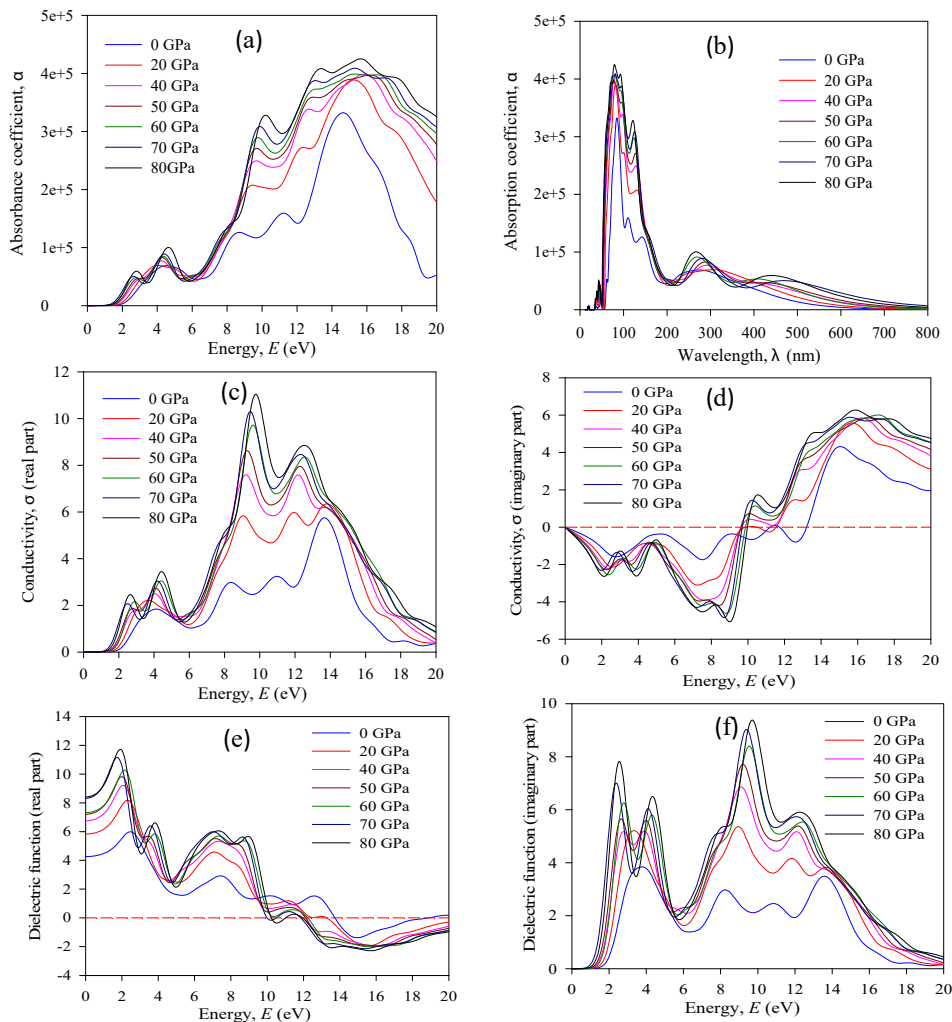 (a)
Absorbance coefficient, α
5e+5
4e+5
3e+5
2e+5
1e+5
0
0 GPa
20 GPa
40 GPa
50 GPa
60 GPa
70 GPa
80GPa
0 2 4 6 8 10 12 14 16 18 20
Energy, E (eV)
(b)
Absorption coefficient, α
5e+5
4e+5
3e+5
2e+5
1e+5
0
0 GPa
20 GPa
40 GPa
50 GPa
60 GPa
70 GPa
80 GPa
100 200 300 400 500 600 700 800
Wavelength, λ (nm)
(c)
Conductivity, σ (real part)
12
10
8
6
4
2
0
0 GPa
20 GPa
40 GPa
50 GPa
60 GPa
70 GPa
80 GPa
0 2 4 6 8 10 12 14 16 18 20
Energy, E (eV)
(d)
Conductivity, σ (imaginary part)
6
4
2
0
-2
-4
-6
0 GPa
20 GPa
40 GPa
50 GPa
60 GPa
70 GPa
80 GPa
0 2 4 6 8 10 12 14 16 18 20
Energy, E (eV)
(e)
Dielectric function (real part)
14
12
10
8
6
4
2
0
-2
-4
0 GPa
20 GPa
40 GPa
50 GPa
60 GPa
70 GPa
80 GPa
0 2 4 6 8 10 12 14 16 18 20
Energy, E (eV)
(f)
Dielectric function (imaginary part)
10
8
6
4
2
0
0 GPa
20 GPa
40 GPa
50 GPa
60 GPa
70 GPa
80 GPa
0 2 4 6 8 10 12 14 16 18 20
Energy, E (eV)